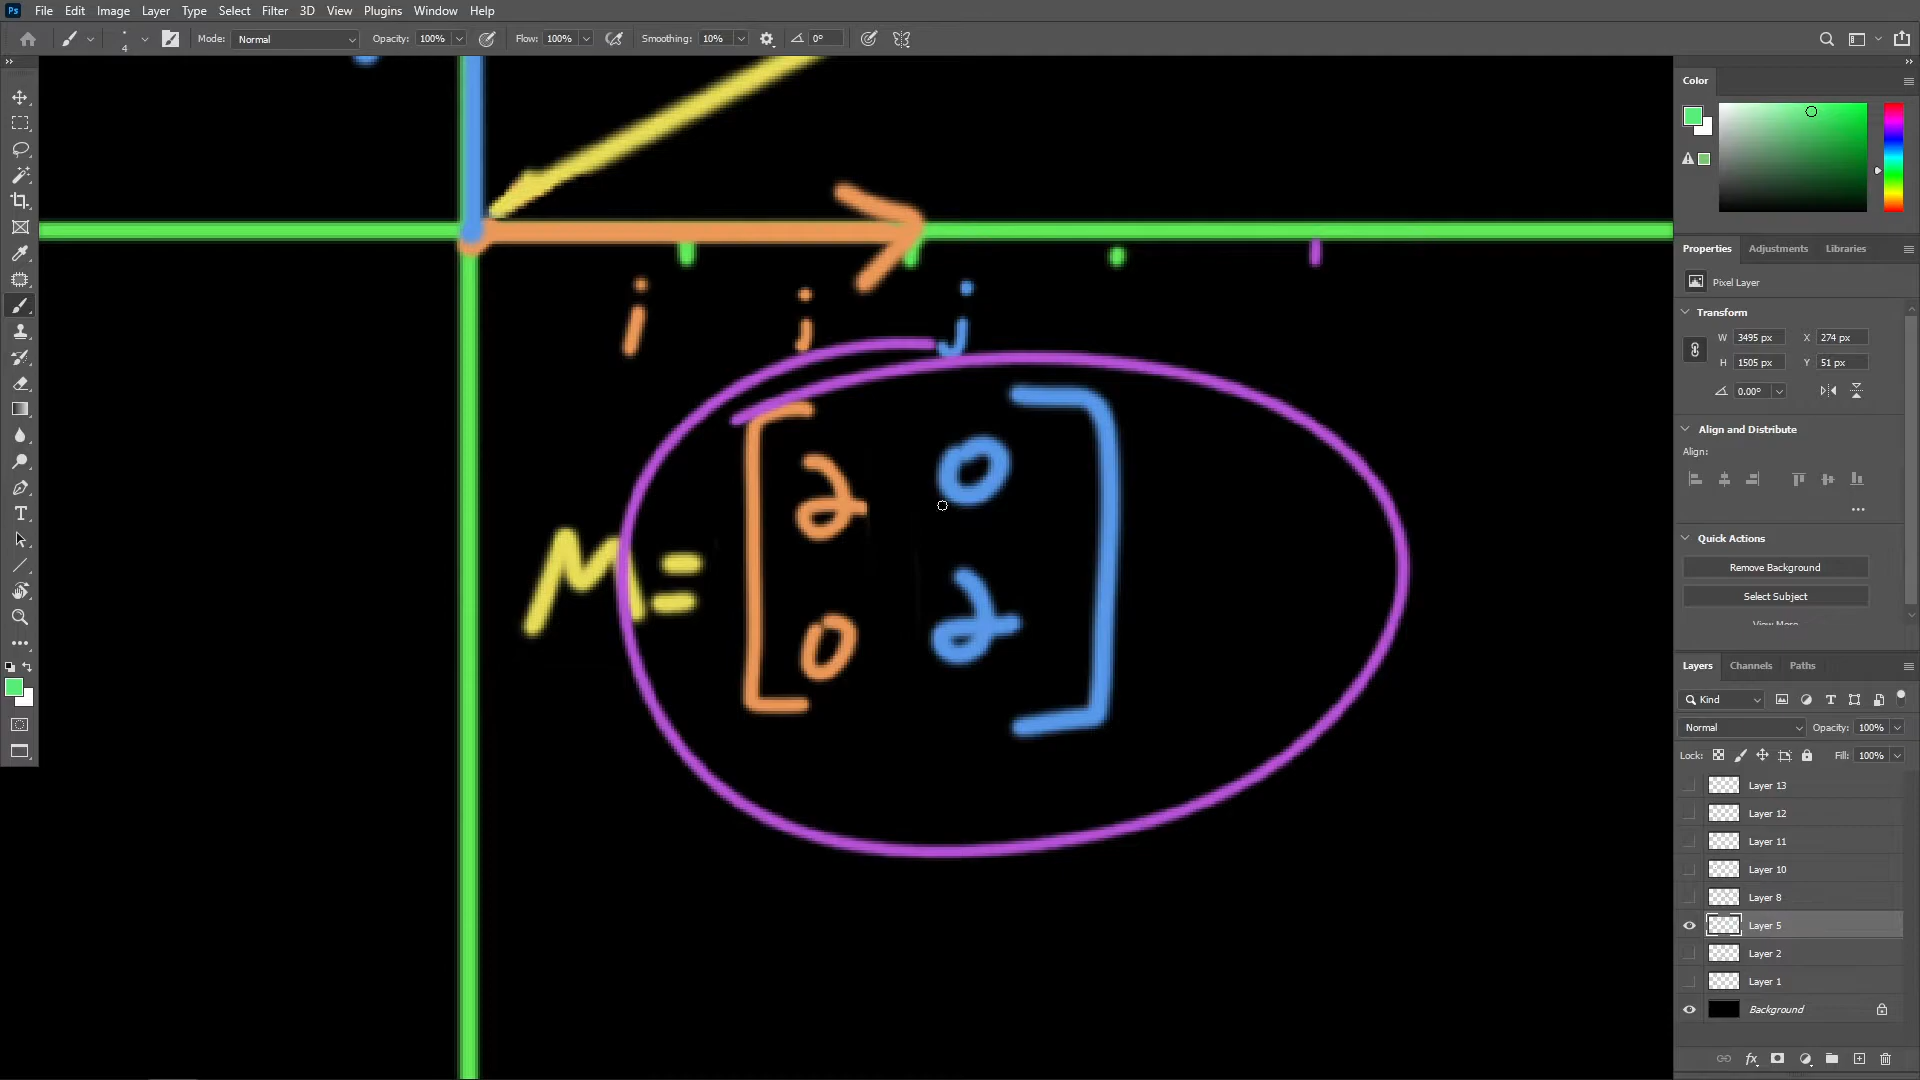 Ps File Edit Image Layer Type Select Filter 3D View Plugins Window Help
4 Mode: Normal Opacity: 100% Flow: 100% Smoothing: 10% 0°
Color
Properties Adjustments Libraries
Pixel Layer
Transform
W 3495 px X 274 px
H 1505 px Y 51 px
0.00°
Align and Distribute
Align:
Quick Actions
Remove Background
Select Subject
View More
Layers Channels Paths
Kind
Normal Opacity: 100%
Lock: Fill: 100%
Layer 13
Layer 12
Layer 11
Layer 10
Layer 8
Layer 5
Layer 2
Layer 1
Background
i i j
M = [ 2 0 ]
0 2